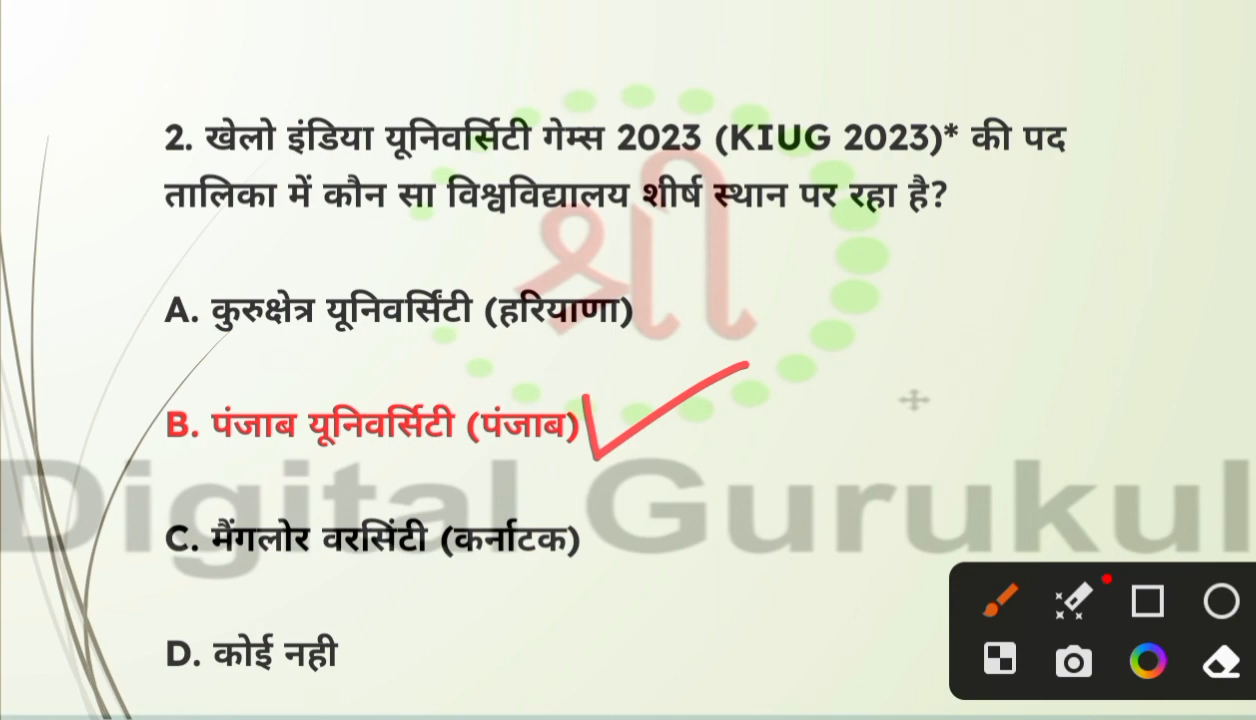 2. खेलो इंडिया यूनिवर्सिटी गेम्स 2023 (KIUG 2023)* की पद
तालिका में कौन सा विश्वविद्यालय शीर्ष स्थान पर रहा है?
श्री
A. कुरुक्षेत्र यूनिवर्सिंटी (हरियाणा)
B. पंजाब यूनिवर्सिटी (पंजाब)
Digital Gurukul
C. मैंगलोर वरसिंटी (कर्नाटक)
D. कोई नही